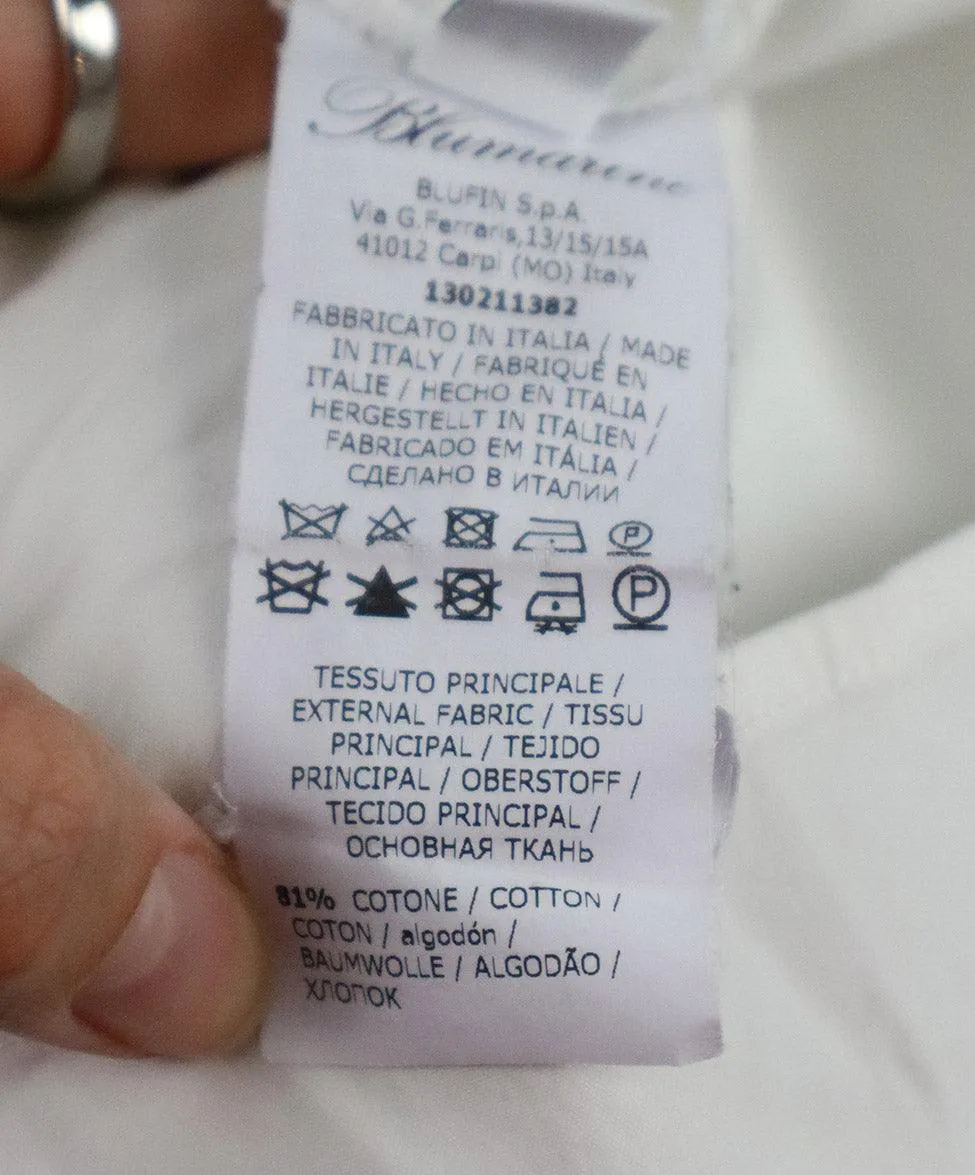 Blumarine
BLUFIN S.p.A.
Via G.Ferraris,13/15/15A
41012 Carpi (MO) Italy
130211382
FABBRICATO IN ITALIA / MADE
IN ITALY / FABRIQUÉ EN
ITALIE / HECHO EN ITALIA /
HERGESTELLT IN ITALIEN /
FABRICADO EM ITÁLIA /
СДЕЛАНО В ИТАЛИИ
P
P
TESSUTO PRINCIPALE /
EXTERNAL FABRIC / TISSU
PRINCIPAL / TEJIDO
PRINCIPAL / OBERSTOFF /
TECIDO PRINCIPAL /
ОСНОВНАЯ ТКАНЬ
81% COTONE / COTTON /
COTON / algodón /
BAUMWOLLE / ALGODÃO /
ХЛОПОК